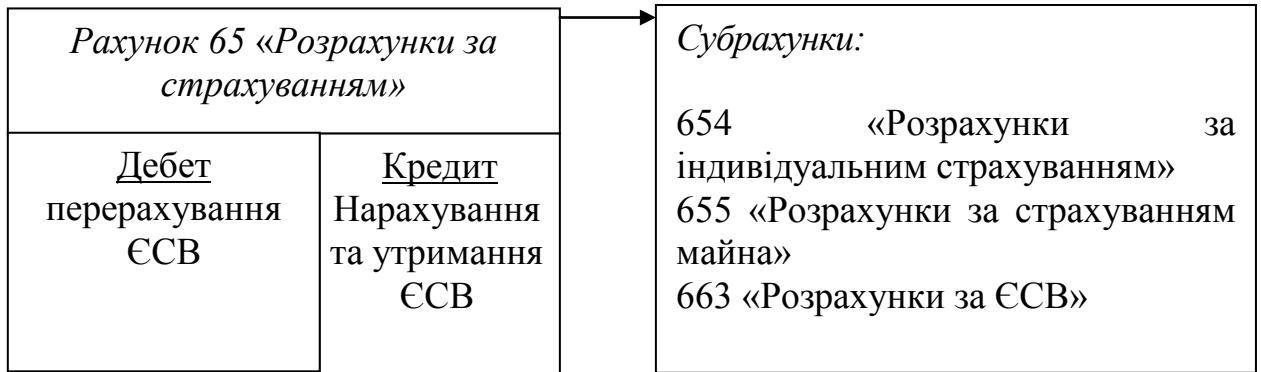 Рахунок 65 «Розрахунки за
страхуванням»
Дебет
перерахування
ЄСВ
Кредит
Нарахування
та утримання
ЄСВ
Субрахунки:
654 «Розрахунки за
індивідуальним страхуванням»
655 «Розрахунки за страхуванням
майна»
663 «Розрахунки за ЄСВ»